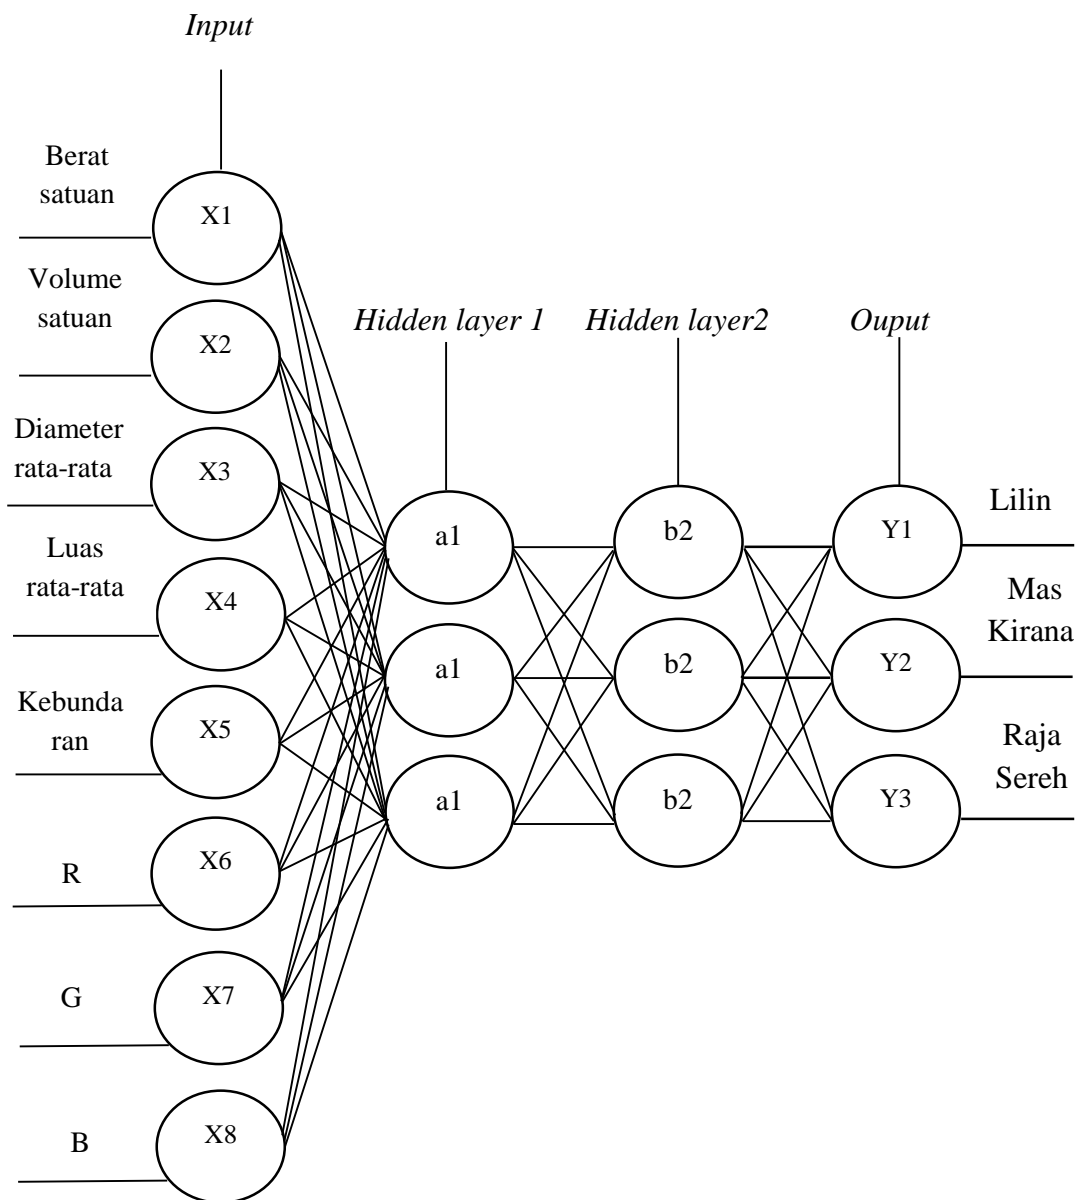 Input
Berat
satuan
X1
Volume
satuan
X2
Diameter
rata-rata
X3
Luas
rata-rata
X4
Kebunda
ran
X5
R
X6
G
X7
B
X8
Hidden layer 1
a1
a1
a1
Hidden layer2
b2
b2
b2
Ouput
Y1
Y2
Y3
Lilin
Mas
Kirana
Raja
Sereh